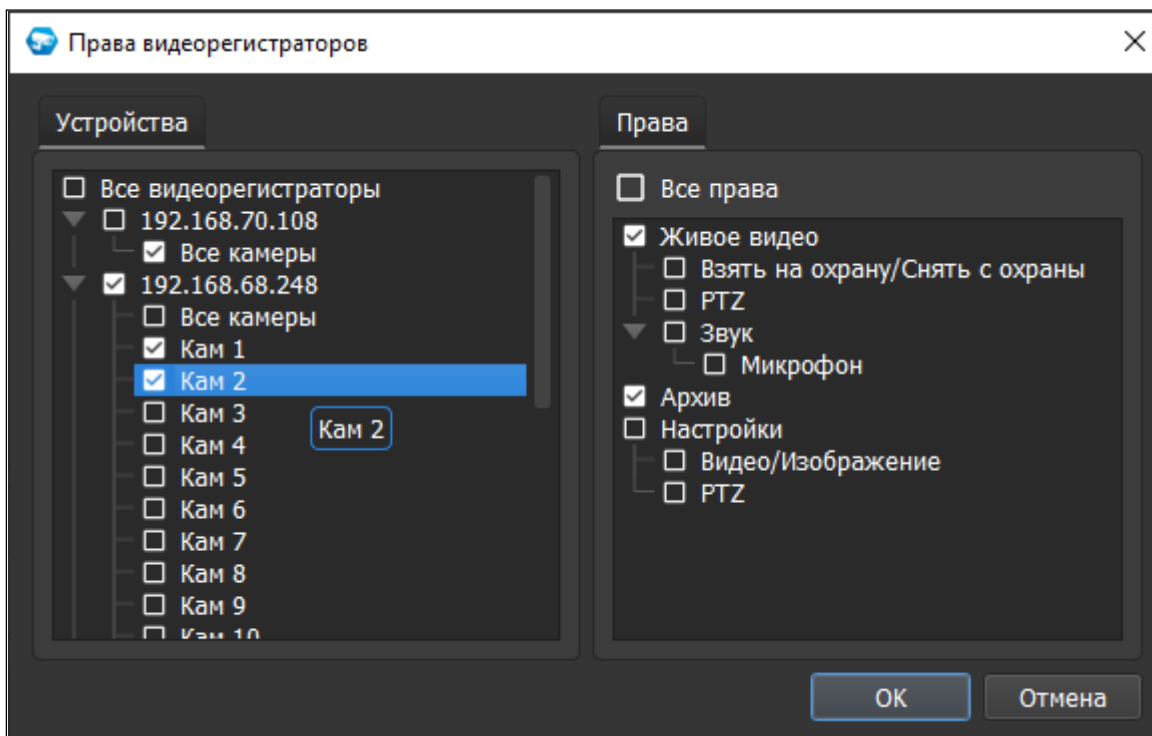 Права видеорегистраторов
Устройства
Все видеорегистраторы
192.168.70.108
Все камеры
192.168.68.248
Все камеры
Кам 1
Кам 2
Кам 3
Кам 2
Кам 4
Кам 5
Кам 6
Кам 7
Кам 8
Кам 9
Кам 10
Права
Все права
Живое видео
Взять на охрану/Снять с охраны
PTZ
Звук
Микрофон
Архив
Настройки
Видео/Изображение
PTZ
OK
Отмена